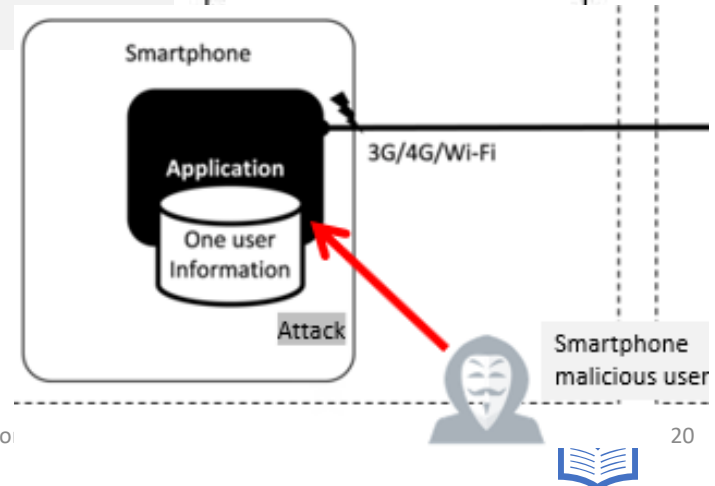 Smartphone
Application
One user
Information
3G/4G/Wi-Fi
Attack
Smartphone
malicious user
20